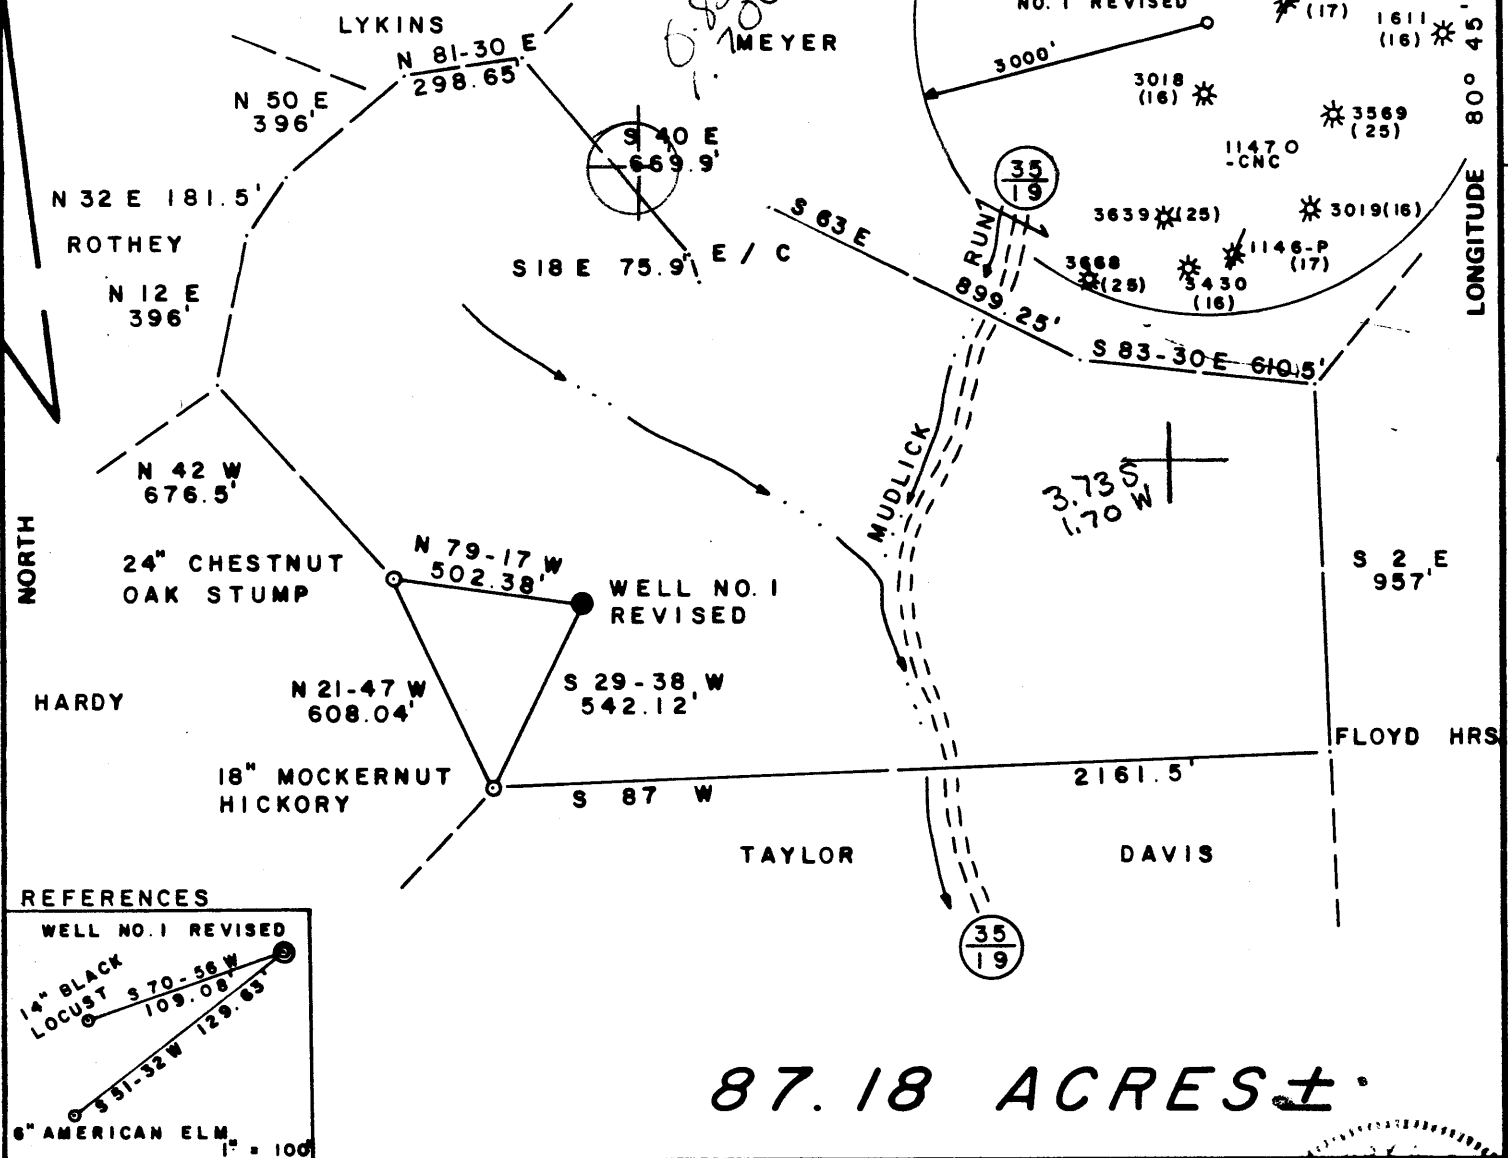 LYKINS
N 81-30 E
298.65'
MEYER
NO. 1 REVISED
3000'
(17)
1611
(16)
3018
(16)
3569
(25)
11470
-CNC
3639 (25)
3019(16)
1146-P
(17)
3668
(25)
3430
(16)
LONGITUDE 80° 45'
N 50 E
396'
S 40 E
669.9'
N 32 E 181.5'
ROTHEY
S18 E 75.9'
E / C
N 12 E
396'
35
19
S 63 E
899.25'
RUN
MUDLICK
S 83-30 E 610.5'
3.73 S
1.70 W
N 42 W
676.5'
NORTH
24" CHESTNUT
OAK STUMP
N 79-17 W
502.38'
WELL NO. 1
REVISED
S 2 E
957'
HARDY
N 21-47 W
608.04'
S 29-38 W
542.12'
18" MOCKERNUT
HICKORY
S 87 W
2161.5'
FLOYD HRS
TAYLOR
DAVIS
35
19
REFERENCES
WELL NO. 1 REVISED
14" BLACK
LOCUST
S 70-56 W
109.08'
S 51-32 W 129.63'
6" AMERICAN ELM
1" = 100'
87.18 ACRES ±